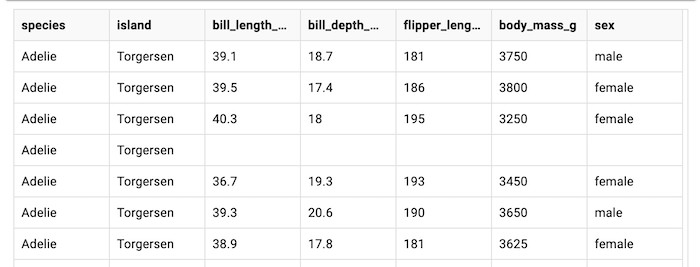 species island bill_length_... bill_depth_... flipper_leng... body_mass_g sex
Adelie Torgersen 39.1 18.7 181 3750 male
Adelie Torgersen 39.5 17.4 186 3800 female
Adelie Torgersen 40.3 18 195 3250 female
Adelie Torgersen
Adelie Torgersen 36.7 19.3 193 3450 female
Adelie Torgersen 39.3 20.6 190 3650 male
Adelie Torgersen 38.9 17.8 181 3625 female